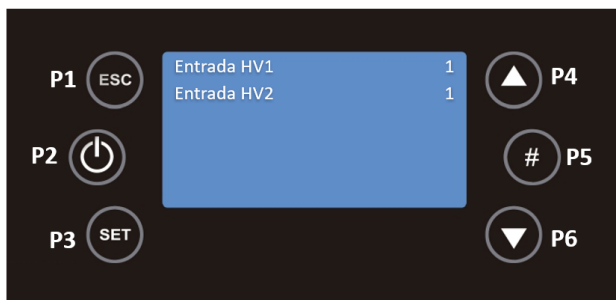 P1 ESC
Entrada HV1 1
Entrada HV2 1
P4
P2
# P5
P3 SET
P6